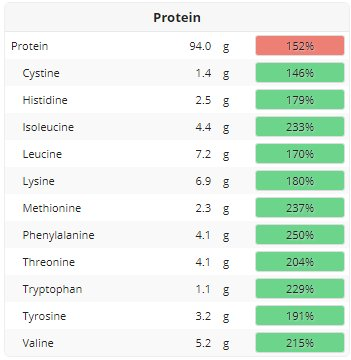 Protein
Protein 94.0 g 152%
Cystine 1.4 g 146%
Histidine 2.5 g 179%
Isoleucine 4.4 g 233%
Leucine 7.2 g 170%
Lysine 6.9 g 180%
Methionine 2.3 g 237%
Phenylalanine 4.1 g 250%
Threonine 4.1 g 204%
Tryptophan 1.1 g 229%
Tyrosine 3.2 g 191%
Valine 5.2 g 215%